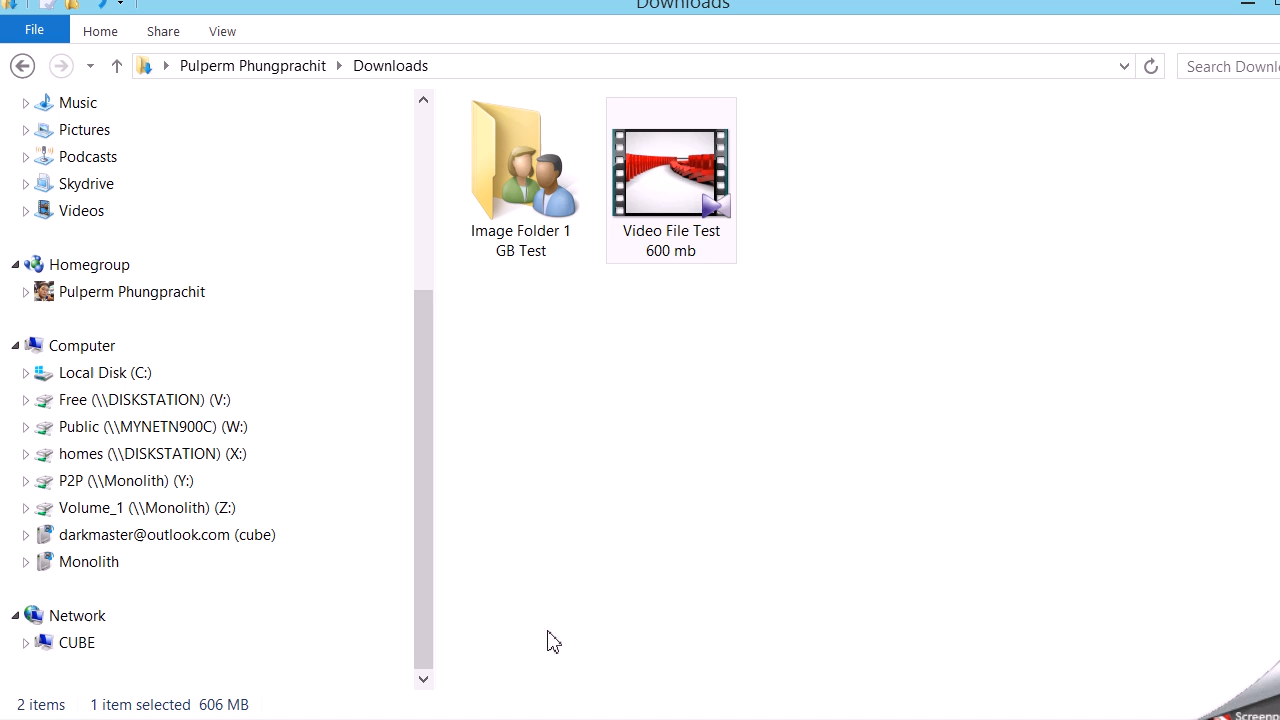 Downloads
File
Home
Share
View
Pulperm Phungprachit
Downloads
Music
Pictures
Podcasts
Skydrive
Videos
Homegroup
Pulperm Phungprachit
Computer
Local Disk (C:)
Free (\\DISKSTATION) (V:)
Public (\\MYNETN900C) (W:)
homes (\\DISKSTATION) (X:)
P2P (\\Monolith) (Y:)
Volume_1 (\\Monolith) (Z:)
darkmaster@outlook.com (cube)
Monolith
Network
CUBE
Image Folder 1
GB Test
Video File Test
600 mb
2 items
1 item selected 606 MB
Search